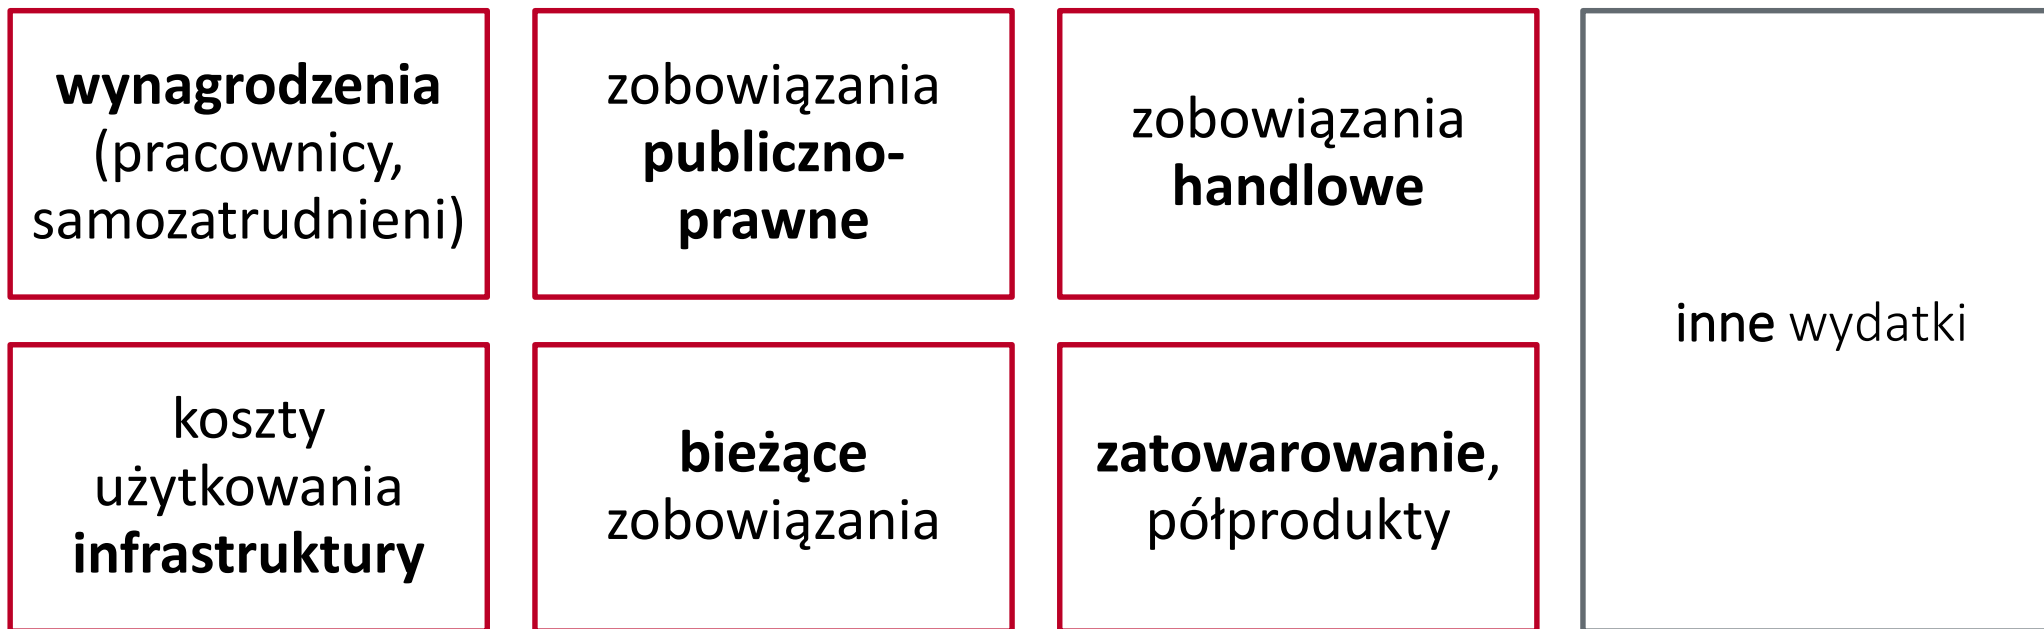 wynagrodzenia
(pracownicy,
samozatrudnieni)
zobowiązania
publiczno-
prawne
zobowiązania
handlowe
inne wydatki
koszty
użytkowania
infrastruktury
bieżące
zobowiązania
zatowarowanie,
półprodukty